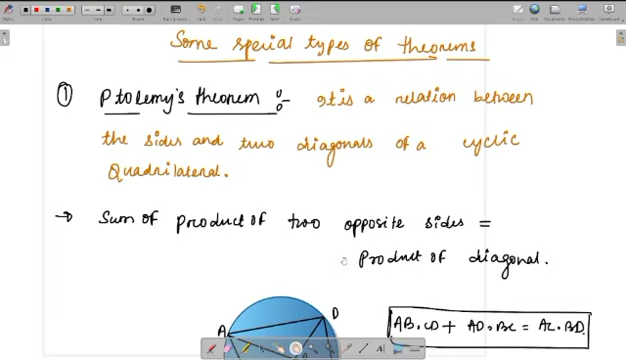 Some special types of theorems
① Ptolemy's theorem :- It is a relation between
the sides and two diagonals of a cyclic
Quadrilateral.
→ Sum of product of two opposite sides =
Product of diagonal.
A
D
AB.CD + AD.BC = AC.BD.